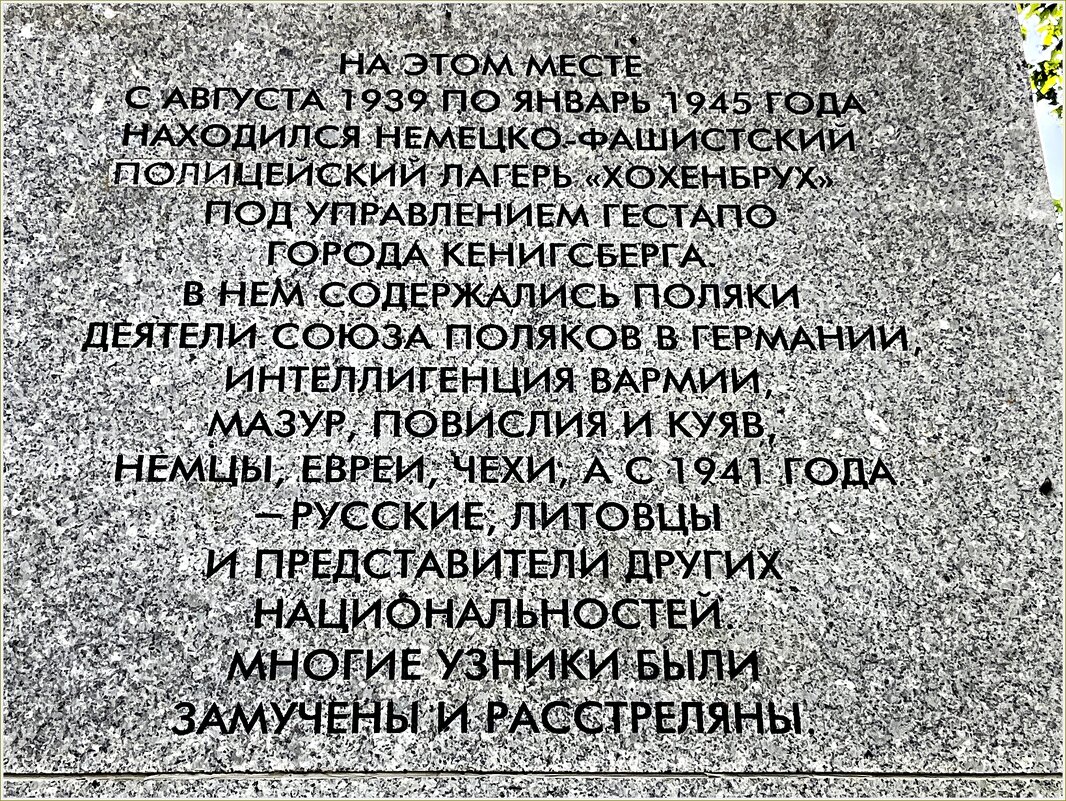 НА ЭТОМ МЕСТЕ
С АВГУСТА 1939 ПО ЯНВАРЬ 1945 ГОДА
НАХОДИЛСЯ НЕМЕЦКО-ФАШИСТСКИЙ
ПОЛИЦЕЙСКИЙ ЛАГЕРЬ «ХОХЕНБРУХ»
ПОД УПРАВЛЕНИЕМ ГЕСТАПО
ГОРОДА КЕНИГСБЕРГА.
В НЕМ СОДЕРЖАЛИСЬ ПОЛЯКИ
ДЕЯТЕЛИ СОЮЗА ПОЛЯКОВ В ГЕРМАНИИ,
ИНТЕЛЛИГЕНЦИЯ ВАРМИИ,
МАЗУР, ПОВИСЛИЯ И КУЯВ,
НЕМЦЫ, ЕВРЕИ, ЧЕХИ, А С 1941 ГОДА
–РУССКИЕ, ЛИТОВЦЫ
И ПРЕДСТАВИТЕЛИ ДРУГИХ
НАЦИОНАЛЬНОСТЕЙ.
МНОГИЕ УЗНИКИ БЫЛИ
ЗАМУЧЕНЫ И РАССТРЕЛЯНЫ.